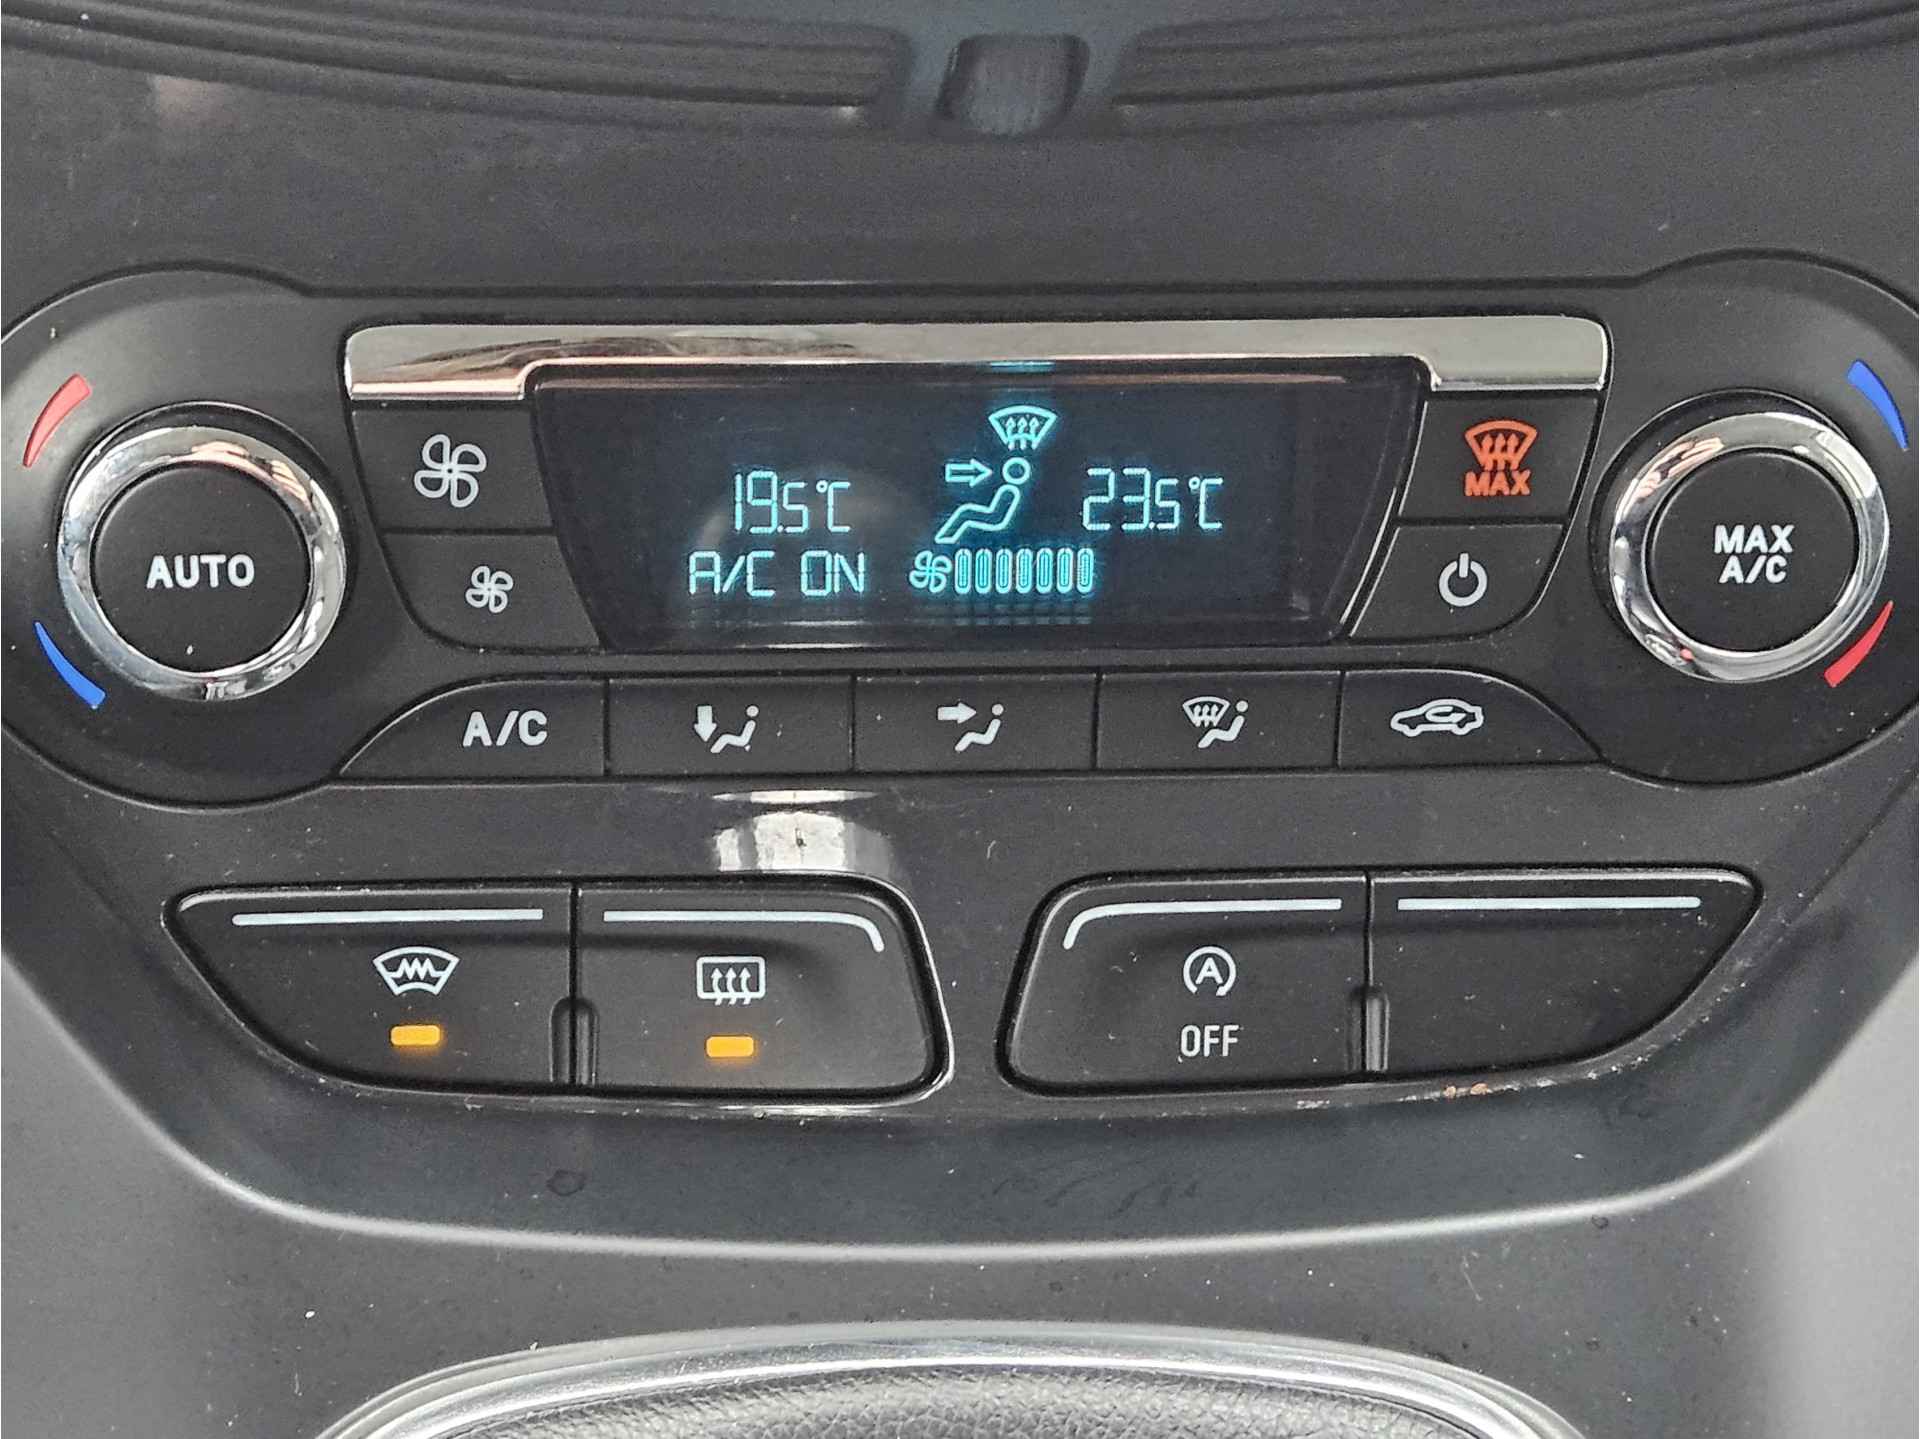 19.5°C 23.5°C
A/C ON
MAX
AUTO
MAX
A/C
A/C
A
OFF